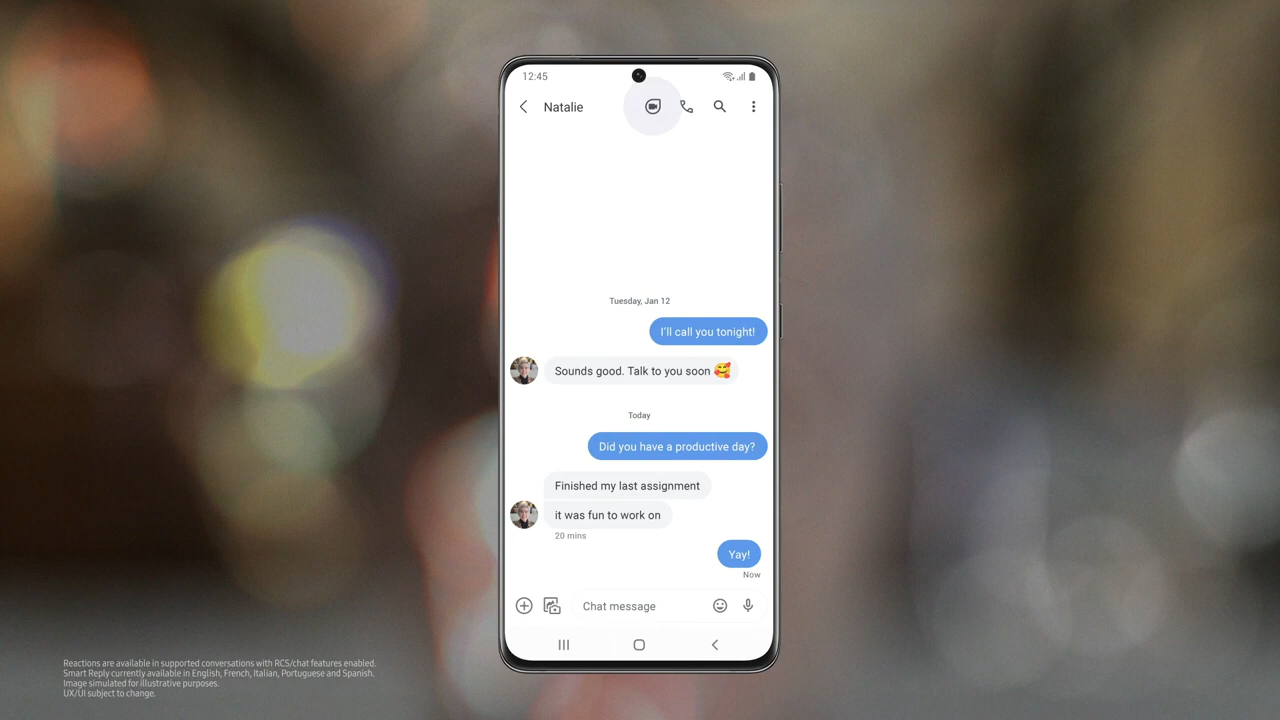 12:45
Natalie
Tuesday, Jan 12
I'll call you tonight!
Sounds good. Talk to you soon 🥰
Today
Did you have a productive day?
Finished my last assignment
it was fun to work on
20 mins
Yay!
Now
Chat message
Reactions are available in supported conversations with RCS/chat features enabled.
Smart Reply currently available in English, French, Italian, Portuguese and Spanish.
Image simulated for illustrative purposes.
UX/UI subject to change.